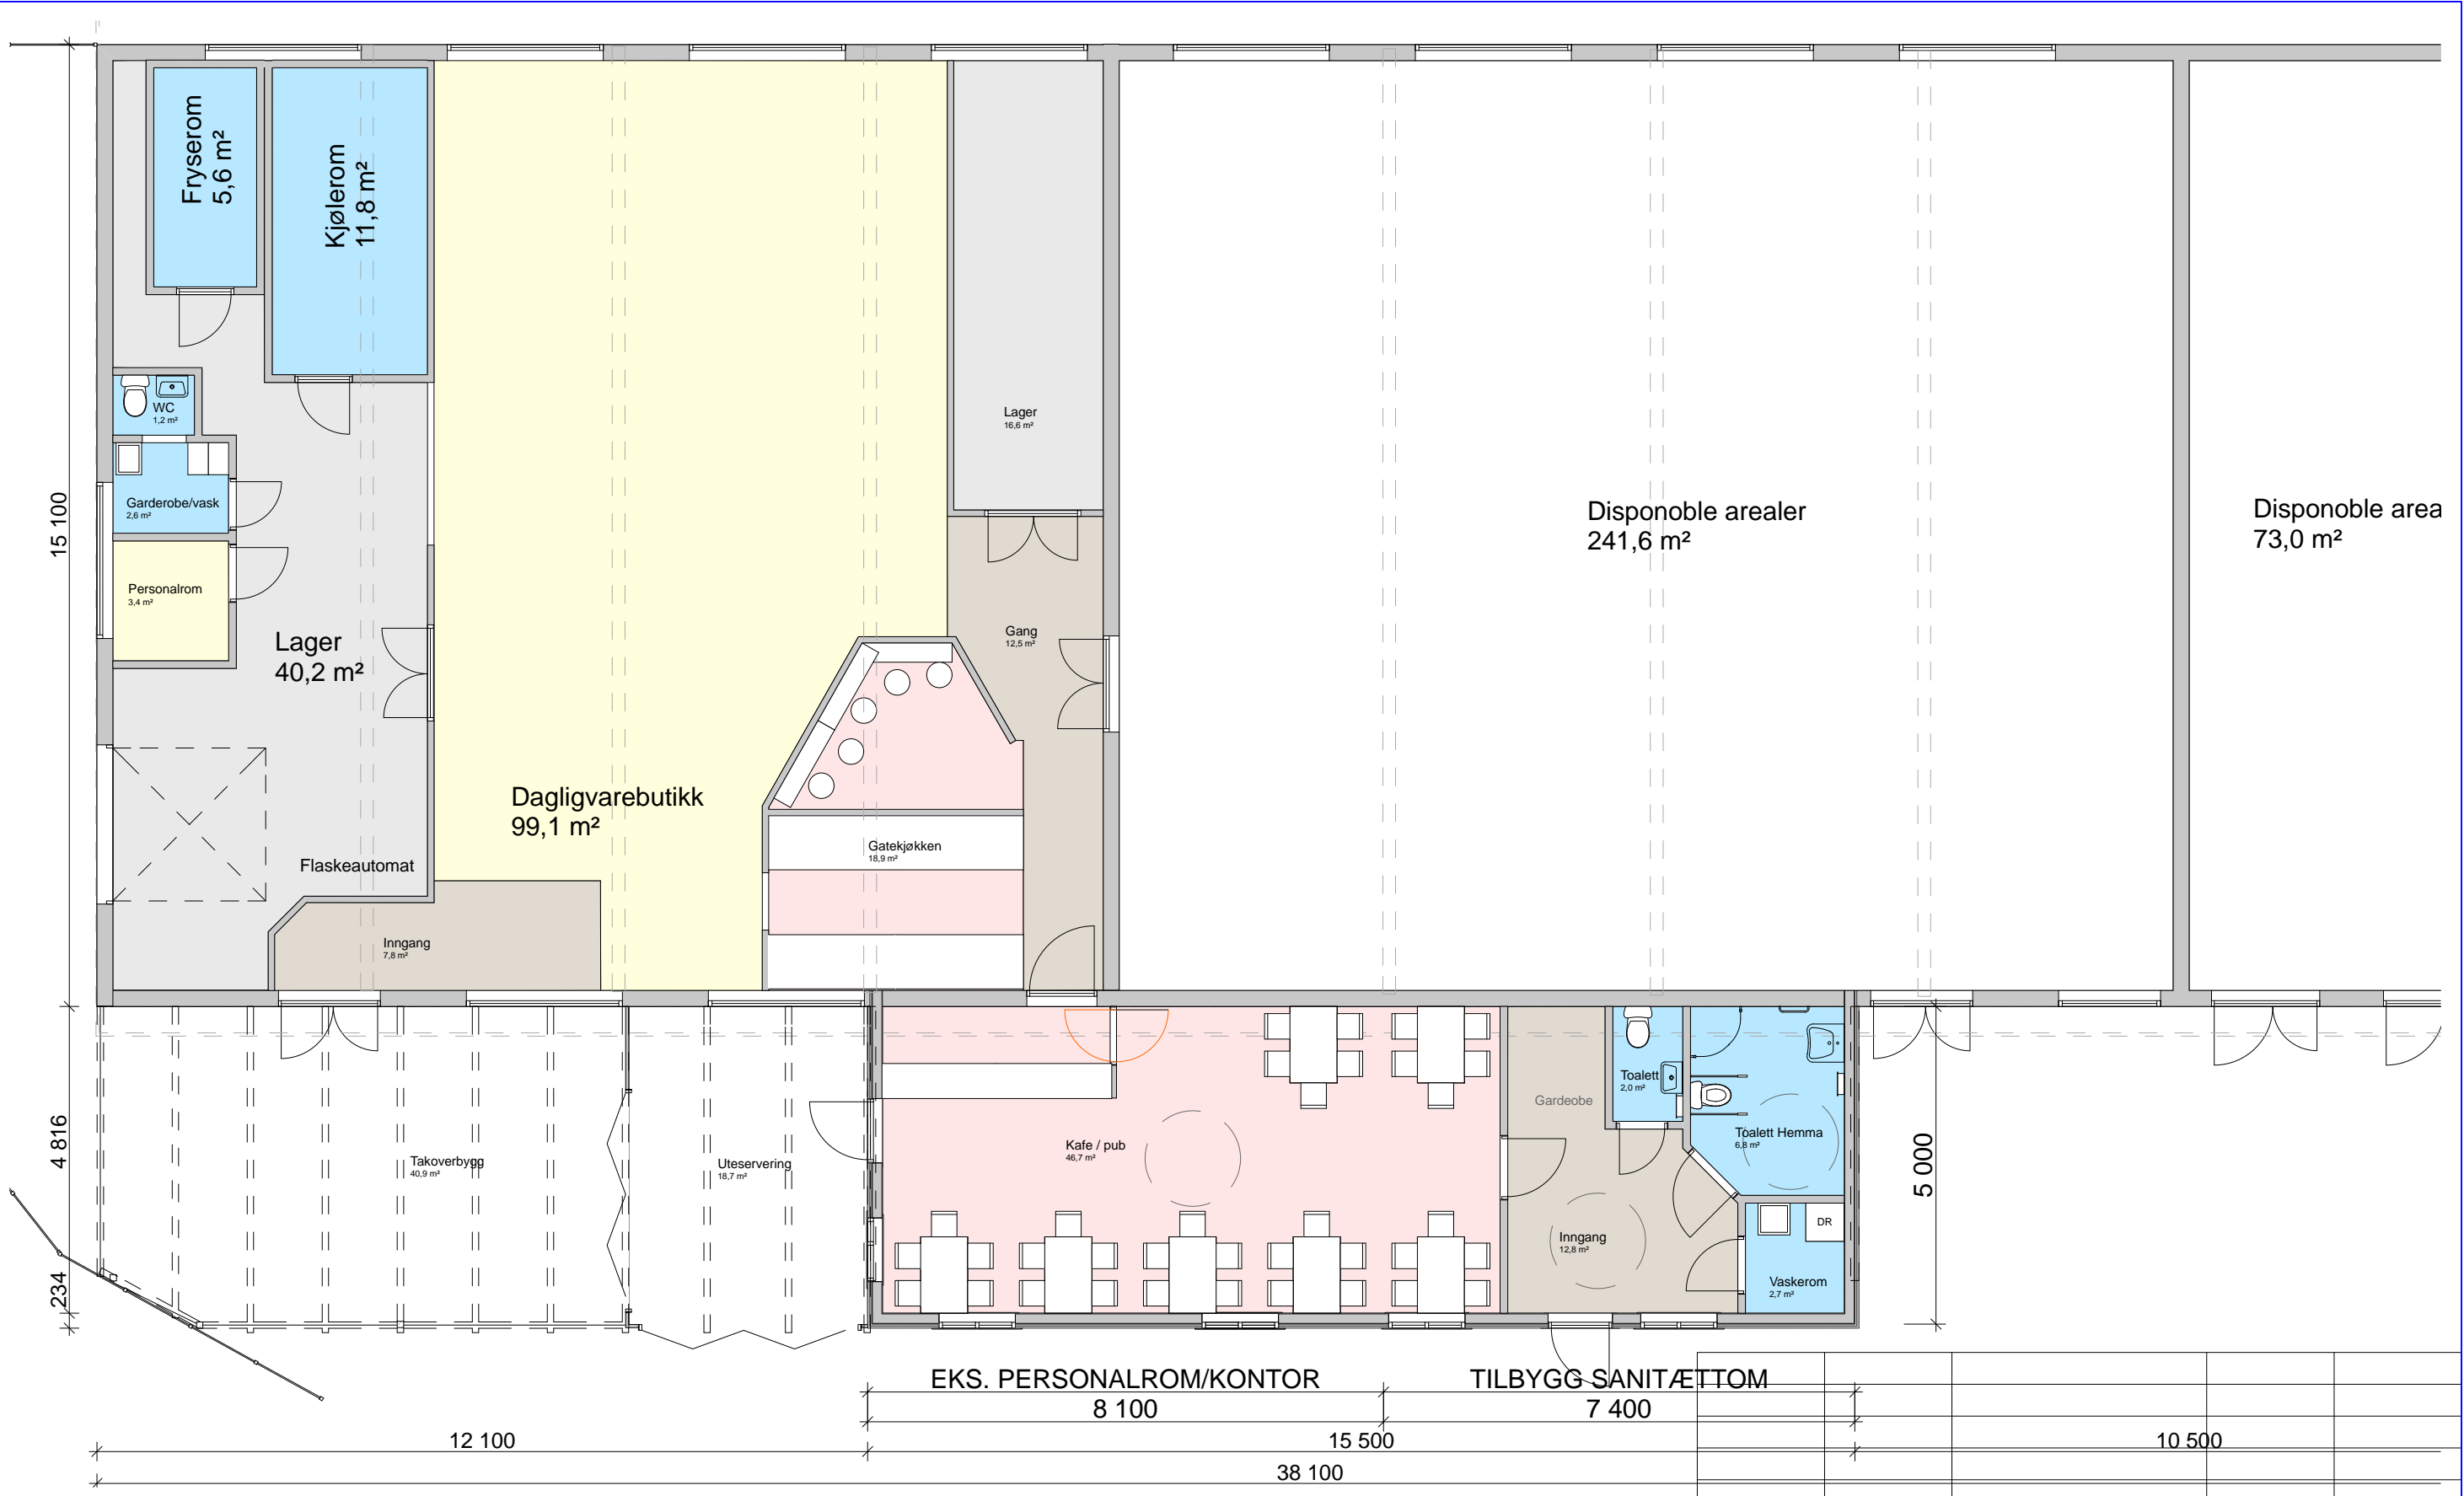 Fryserom
5,6 m²
Kjølerom
11,8 m²
WC
1,2 m²
Garderobe/vask
2,6 m²
Personalrom
3,4 m²
Lager
40,2 m²
Flaskeautomat
Inngang
7,8 m²
Dagligvarebutikk
99,1 m²
Lager
16,6 m²
Gang
12,5 m²
Gatekjøkken
18,9 m²
Disponoble arealer
241,6 m²
Disponoble area
73,0 m²
15 100
4 816
234
Takoverbygg
40,9 m²
Uteservering
18,7 m²
Kafe / pub
46,7 m²
Gardeobe
Toalett
2,0 m²
Toalett Hemma
6,8 m²
Inngang
12,8 m²
DR
Vaskerom
2,7 m²
5 000
EKS. PERSONALROM/KONTOR
8 100
TILBYGG SANITÆTTOM
7 400
12 100
15 500
10 500
38 100